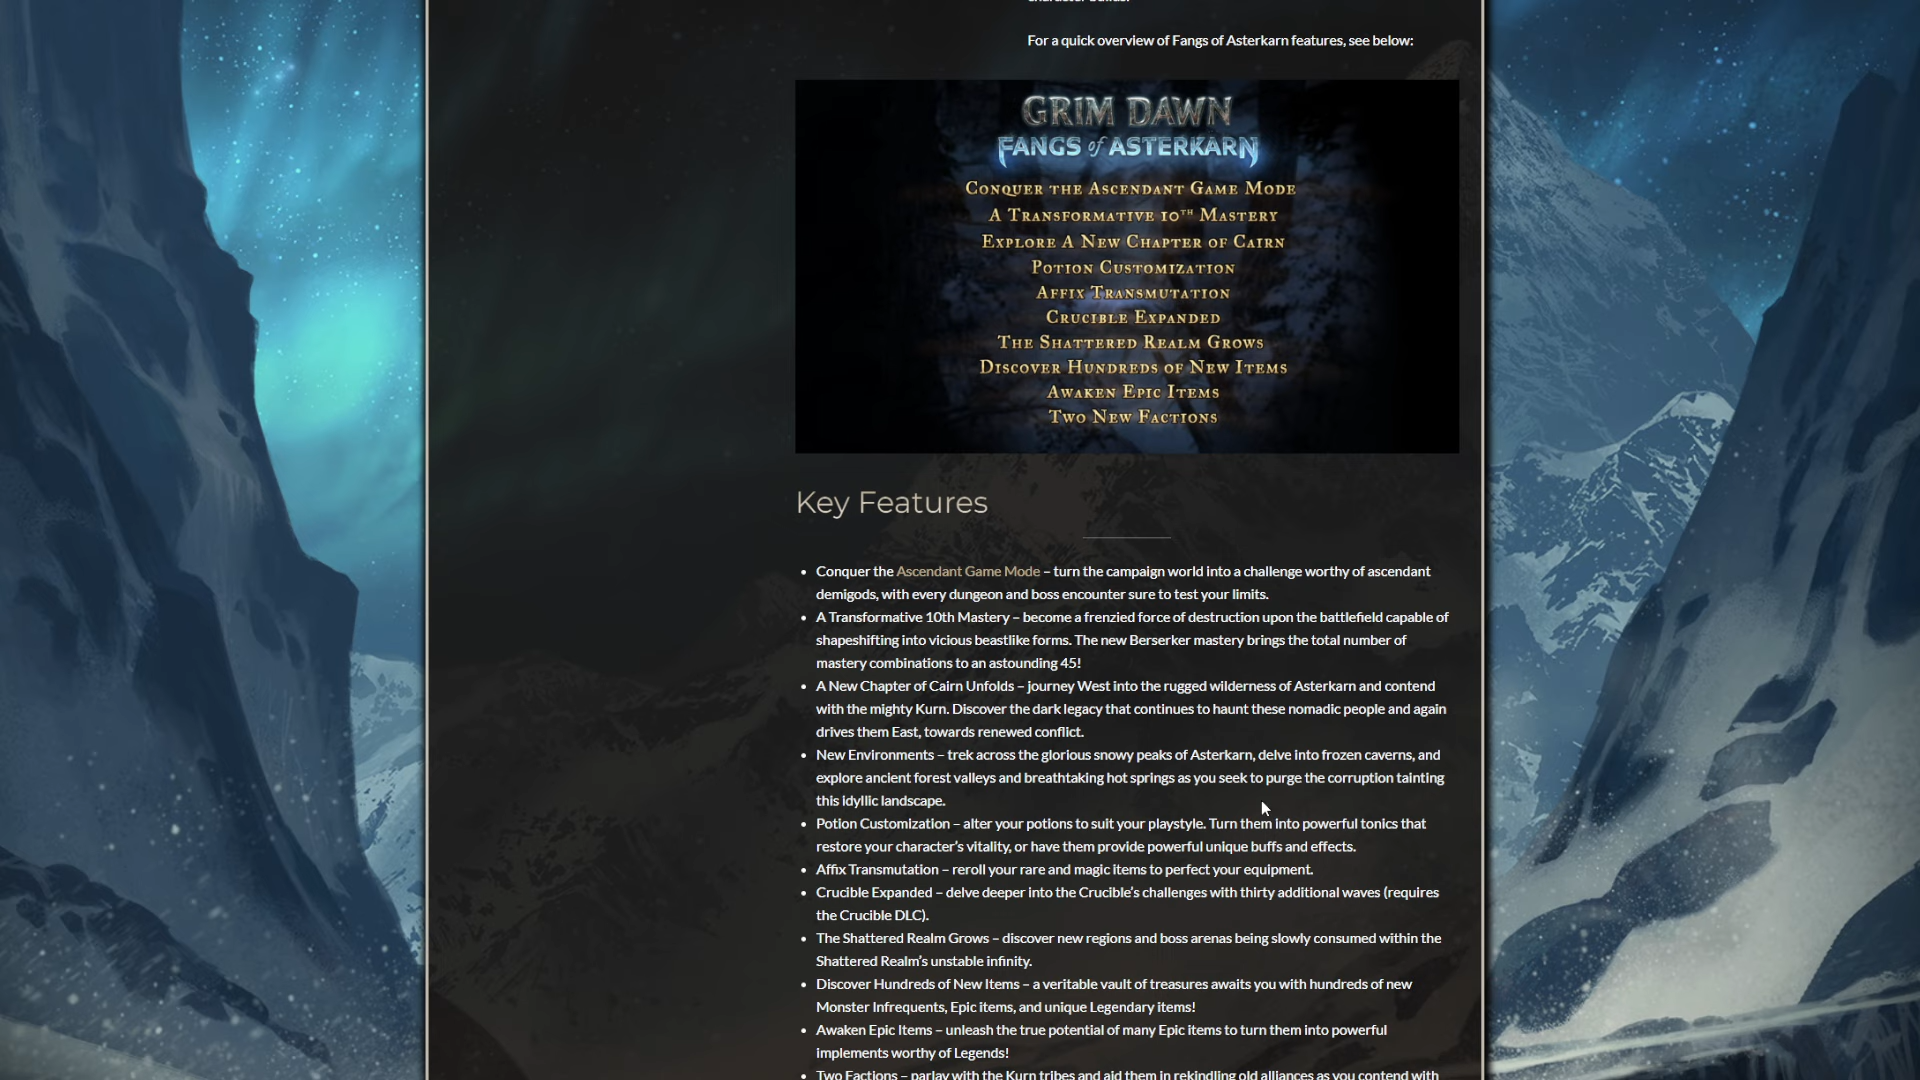 For a quick overview of Fangs of Asterkarn features, see below:
GRIM DAWN
FANGS of ASTERKARN
Conquer the Ascendant Game Mode
A Transformative 10TH Mastery
Explore A New Chapter of Cairn
Potion Customization
Affix Transmutation
Crucible Expanded
The Shattered Realm Grows
Discover Hundreds of New Items
Awaken Epic Items
Two New Factions
Key Features
• Conquer the Ascendant Game Mode – turn the campaign world into a challenge worthy of ascendant
demigods, with every dungeon and boss encounter sure to test your limits.
• A Transformative 10th Mastery – become a frenzied force of destruction upon the battlefield capable of
shapeshifting into vicious beastlike forms. The new Berserker mastery brings the total number of
mastery combinations to an astounding 45!
• A New Chapter of Cairn Unfolds – journey West into the rugged wilderness of Asterkarn and contend
with the mighty Kurn. Discover the dark legacy that continues to haunt these nomadic people and again
drives them East, towards renewed conflict.
• New Environments – trek across the glorious snowy peaks of Asterkarn, delve into frozen caverns, and
explore ancient forest valleys and breathtaking hot springs as you seek to purge the corruption tainting
this idyllic landscape.
• Potion Customization – alter your potions to suit your playstyle. Turn them into powerful tonics that
restore your character’s vitality, or have them provide powerful unique buffs and effects.
• Affix Transmutation – reroll your rare and magic items to perfect your equipment.
• Crucible Expanded – delve deeper into the Crucible’s challenges with thirty additional waves (requires
the Crucible DLC).
• The Shattered Realm Grows – discover new regions and boss arenas being slowly consumed within the
Shattered Realm’s unstable infinity.
• Discover Hundreds of New Items – a veritable vault of treasures awaits you with hundreds of new
Monster Infrequents, Epic items, and unique Legendary items!
• Awaken Epic Items – unleash the true potential of many Epic items to turn them into powerful
implements worthy of Legends!
• Two Factions – parlay with the Kurn tribes and aid them in rekindling old alliances as you contend with